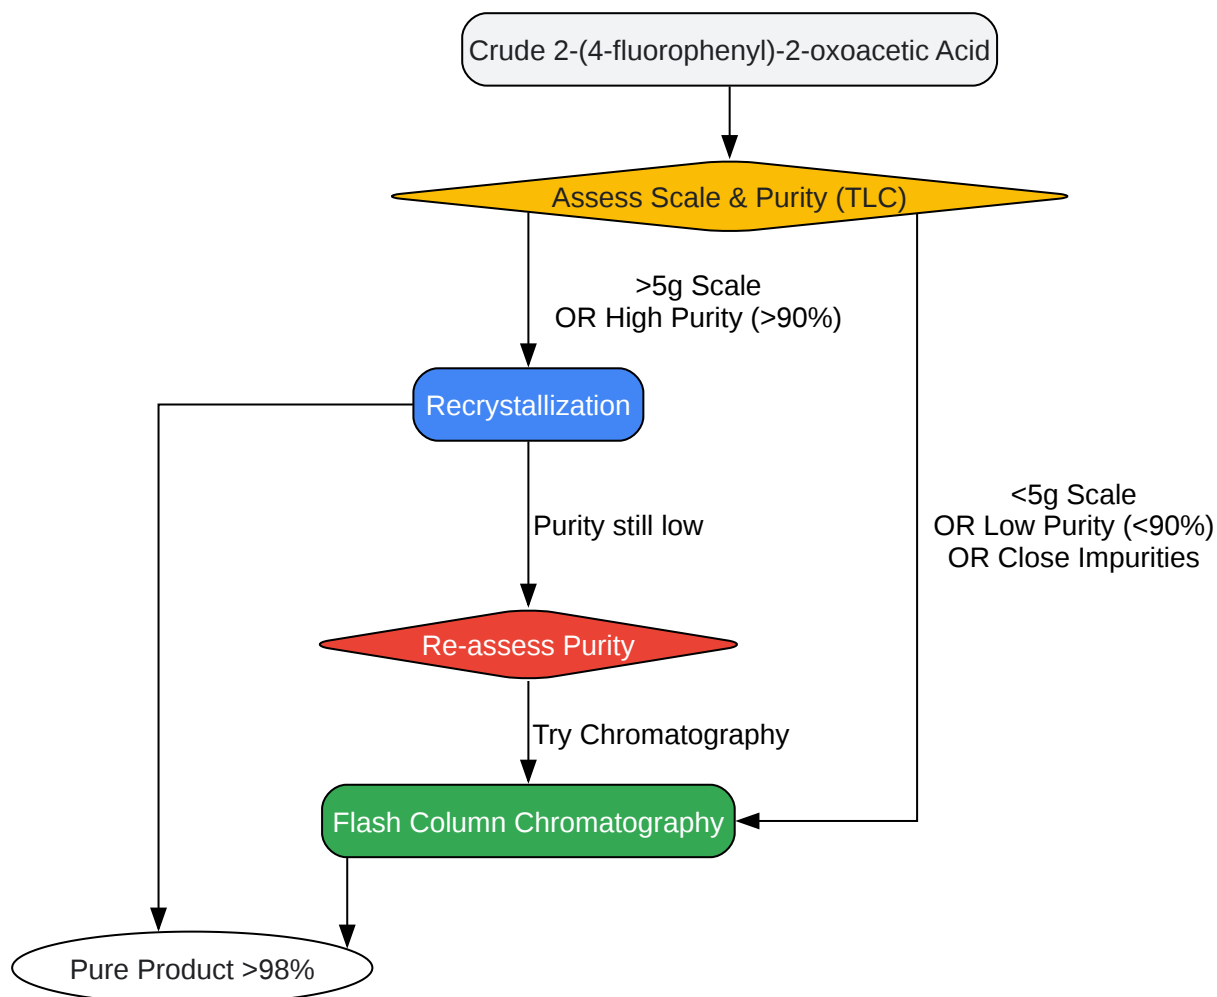 Crude 2-(4-fluorophenyl)-2-oxoacetic Acid
Assess Scale & Purity (TLC)
>5g Scale
OR High Purity (>90%)
Recrystallization
<5g Scale
OR Low Purity (<90%)
OR Close Impurities
Purity still low
Re-assess Purity
Try Chromatography
Flash Column Chromatography
Pure Product >98%